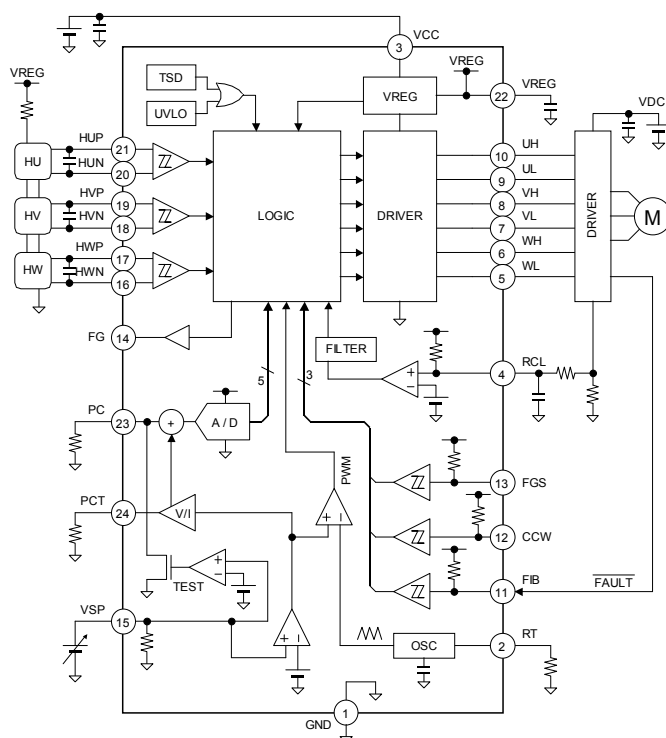 VCC
3
VREG
TSD
UVLO
VREG
VREG
22
VREG
VDC
HUP
21
HUN
20
HU
HVP
19
HVN
18
HV
HWP
17
HWN
16
HW
LOGIC
DRIVER
10
UH
9
UL
8
VH
7
VL
6
WH
5
WL
DRIVER
M
FG
14
FILTER
5
3
+
−
4
RCL
PC
23
+
A / D
PWM
13
FGS
PCT
24
V/I
+
−
12
CCW
TEST
+
−
11
FIB
FAULT
VSP
15
+
−
OSC
2
RT
GND
1